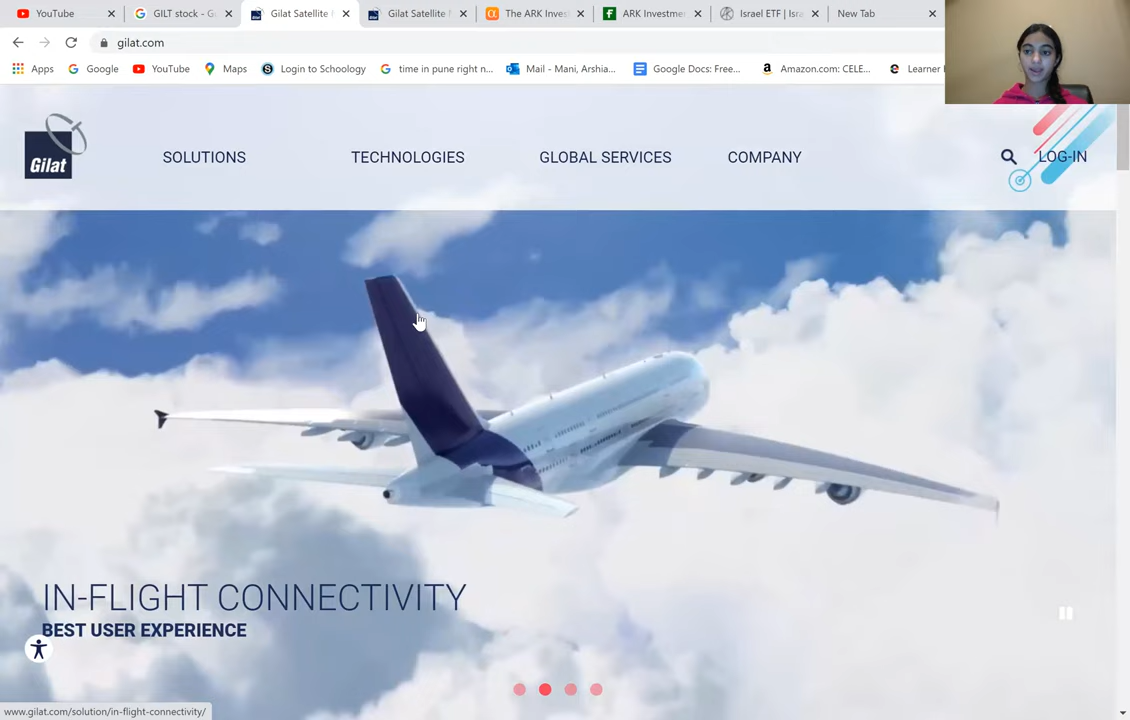 YouTube
GILT stock - G
Gilat Satellite
Gilat Satellite
The ARK Invest
ARK Investme
Israel ETF | Isra
New Tab
gilat.com
Apps
Google
YouTube
Maps
Login to Schoology
time in pune right n...
Mail - Mani, Arshia...
Google Docs: Free...
Amazon.com: CELE...
Learner
Gilat
SOLUTIONS
TECHNOLOGIES
GLOBAL SERVICES
COMPANY
LOG-IN
IN-FLIGHT CONNECTIVITY
BEST USER EXPERIENCE
www.gilat.com/solution/in-flight-connectivity/